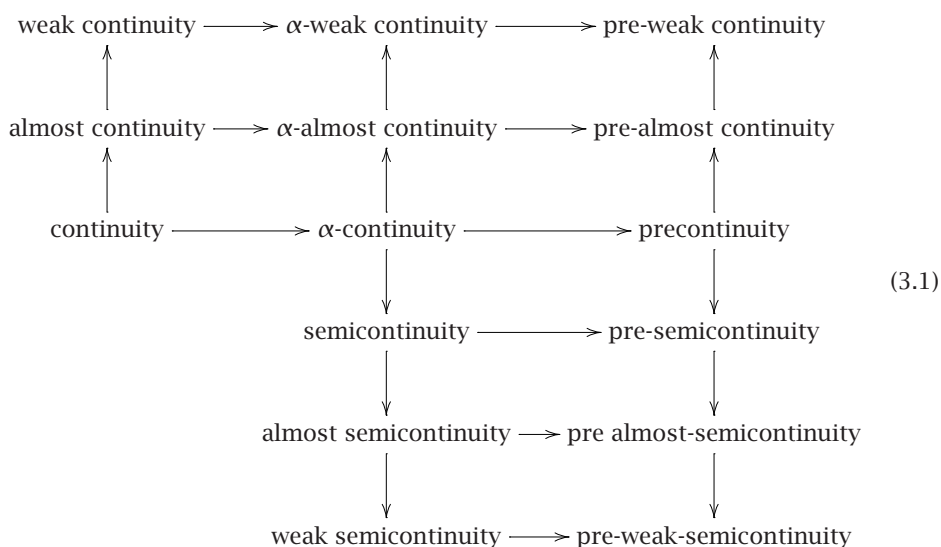 weak continuity α-weak continuity pre-weak continuity
almost continuity α-almost continuity pre-almost continuity
continuity α-continuity precontinuity
(3.1)
semicontinuity pre-semicontinuity
almost semicontinuity pre almost-semicontinuity
weak semicontinuity pre-weak-semicontinuity